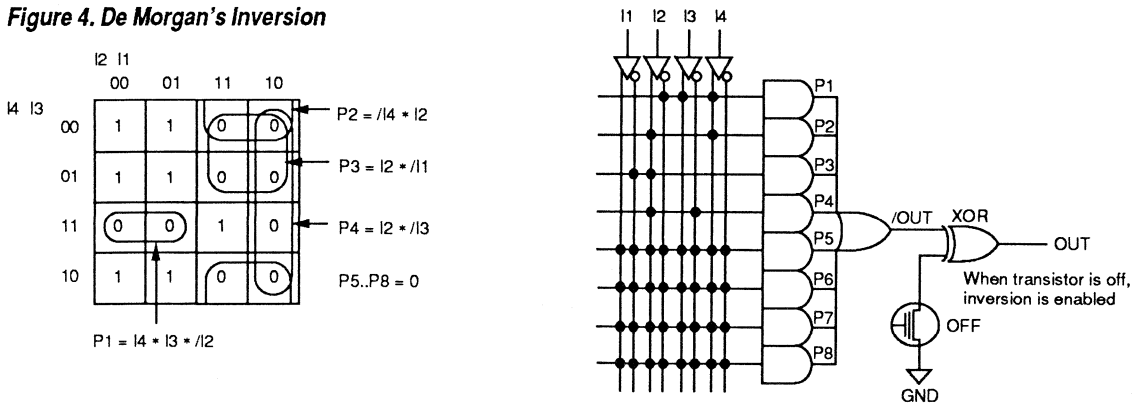 Figure 4. De Morgan's Inversion
I2 I1
00 01 11 10
I4 I3
00 1 1 0 0
P2 = /I4 * I2
01 1 1 0 0
P3 = I2 * /I1
11 0 0 1 0
P4 = I2 * /I3
10 1 1 0 0
P5..P8 = 0
P1 = I4 * I3 * /I2
I1 I2 I3 I4
P1
P2
P3
P4
P5
P6
P7
P8
/OUT XOR
OUT
When transistor is off,
inversion is enabled
OFF
GND